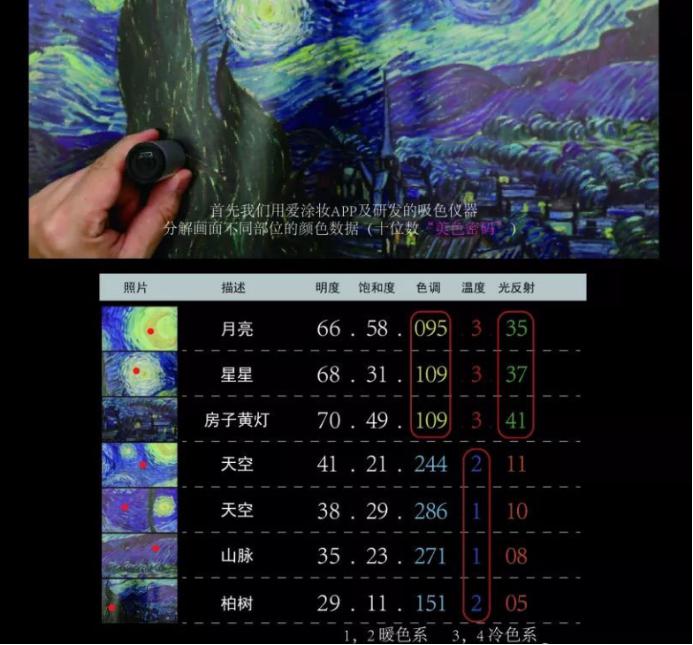 首先我们用爱涂妆APP及研发的吸色仪器
分解画面不同部位的颜色数据（十位数“美色密码”）
照片 描述 明度 饱和度 色调 温度 光反射
月亮 66 . 58 . 095 3 35
星星 68 . 31 . 109 3 37
房子黄灯 70 . 49 . 109 3 41
天空 41 . 21 . 244 2 11
天空 38 . 29 . 286 1 10
山脉 35 . 23 . 271 1 08
柏树 29 . 11 . 151 2 05
1，2暖色系 3，4冷色系